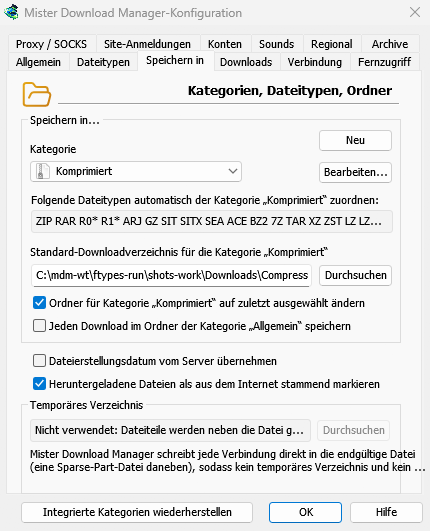 Mister Download Manager-Konfiguration
Proxy / SOCKS Site-Anmeldungen Konten Sounds Regional Archive
Allgemein Dateitypen Speichern in Downloads Verbindung Fernzugriff
Kategorien, Dateitypen, Ordner
Speichern in...
Neu
Kategorie
Komprimiert
Bearbeiten...
Folgende Dateitypen automatisch der Kategorie „Komprimiert“ zuordnen:
ZIP RAR R0* R1* ARJ GZ SIT SITX SEA ACE BZ2 7Z TAR XZ ZST LZ LZ...
Standard-Downloadverzeichnis für die Kategorie „Komprimiert“
C:\mdm-wt\ftypes-run\shots-work\Downloads\Compress
Durchsuchen
Ordner für Kategorie „Komprimiert“ auf zuletzt ausgewählt ändern
Jeden Download im Ordner der Kategorie „Allgemein“ speichern
Dateierstellungsdatum vom Server übernehmen
Heruntergeladene Dateien als aus dem Internet stammend markieren
Temporäres Verzeichnis
Nicht verwendet: Dateiteile werden neben die Datei g...
Durchsuchen
Mister Download Manager schreibt jede Verbindung direkt in die endgültige Datei
(eine Sparse-Part-Datei daneben), sodass kein temporäres Verzeichnis und kein ...
Integrierte Kategorien wiederherstellen
OK
Hilfe